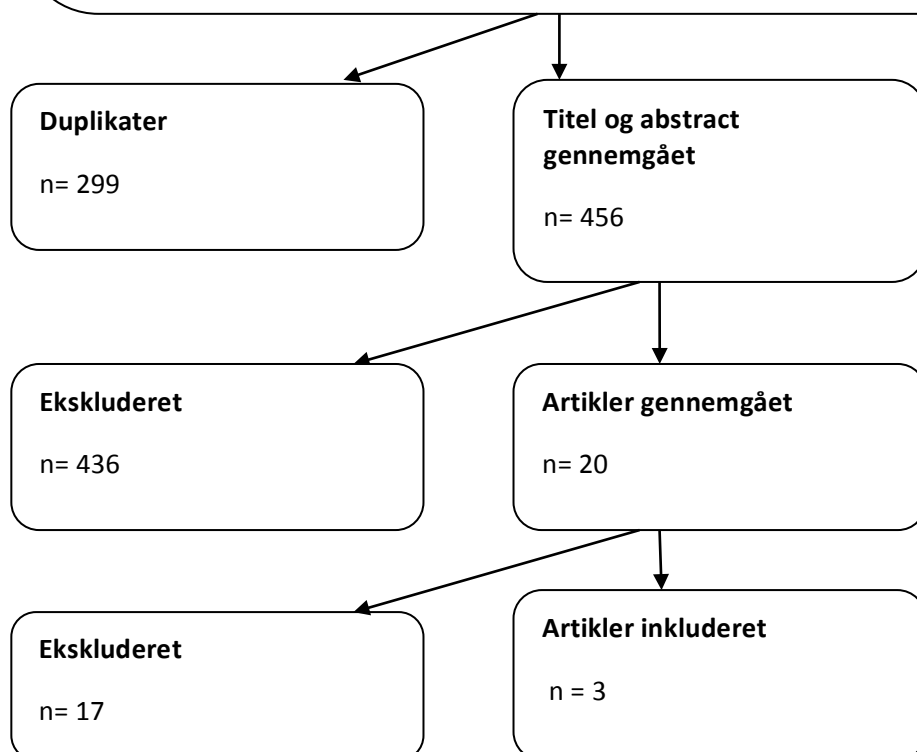 Duplikater
n= 299
Titel og abstract
gennemgået
n= 456
Ekskluderet
n= 436
Artikler gennemgået
n= 20
Ekskluderet
n= 17
Artikler inkluderet
n = 3